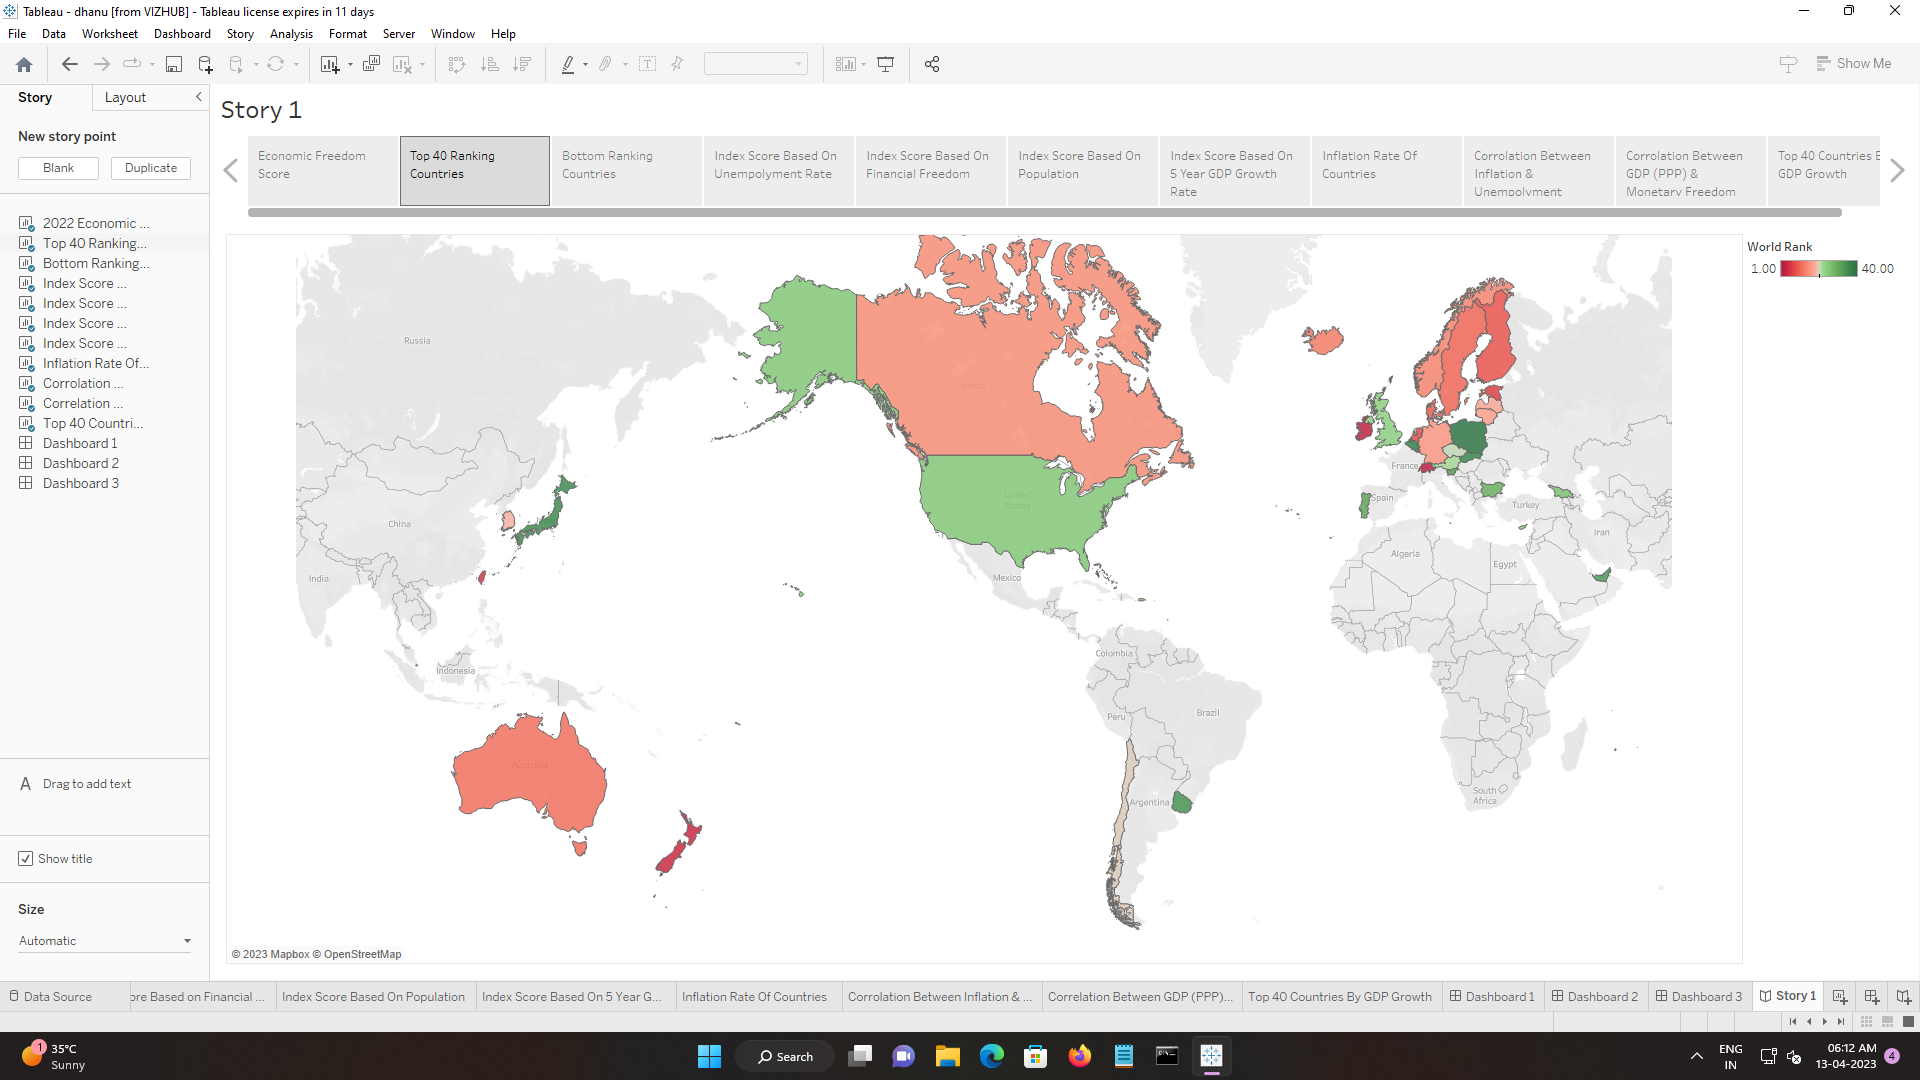 Tableau - dhanu [from VIZHUB] - Tableau license expires in 11 days
File Data Worksheet Dashboard Story Analysis Format Server Window Help
Show Me
Story Layout
New story point
Blank Duplicate
2022 Economic ...
Top 40 Ranking...
Bottom Ranking...
Index Score ...
Index Score ...
Index Score ...
Index Score ...
Inflation Rate Of...
Corrolation ...
Correlation ...
Top 40 Countri...
Dashboard 1
Dashboard 2
Dashboard 3
A Drag to add text
Show title
Size
Automatic
Story 1
Economic Freedom
Score
Top 40 Ranking
Countries
Bottom Ranking
Countries
Index Score Based On
Unempolyment Rate
Index Score Based On
Financial Freedom
Index Score Based On
Population
Index Score Based On
5 Year GDP Growth
Rate
Inflation Rate Of
Countries
Corrolation Between
Inflation &
Unempolyment
Corrolation Between
GDP (PPP) &
Monetary Freedom
Top 40 Countries B
GDP Growth
World Rank
1.00 40.00
Russia
Canada
United
States
Mexico
China
India
Indonesia
Australia
Colombia
Peru
Brazil
Argentina
France
Spain
Turkey
Iran
Algeria
Egypt
South
Africa
© 2023 Mapbox © OpenStreetMap
Data Source
ore Based on Financial ...
Index Score Based On Population
Index Score Based On 5 Year G...
Inflation Rate Of Countries
Corrolation Between Inflation & ...
Correlation Between GDP (PPP)...
Top 40 Countries By GDP Growth
Dashboard 1
Dashboard 2
Dashboard 3
Story 1
1
35°C
Sunny
Search
ENG
IN
06:12 AM
13-04-2023
4